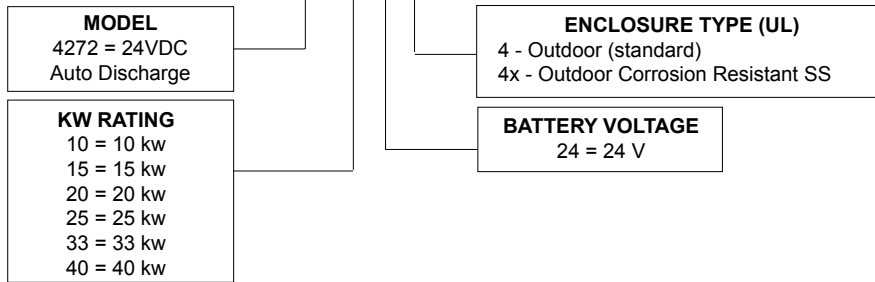 MODEL
4272 = 24VDC
Auto Discharge
KW RATING
10 = 10 kw
15 = 15 kw
20 = 20 kw
25 = 25 kw
33 = 33 kw
40 = 40 kw
ENCLOSURE TYPE (UL)
4 - Outdoor (standard)
4x - Outdoor Corrosion Resistant SS
BATTERY VOLTAGE
24 = 24 V